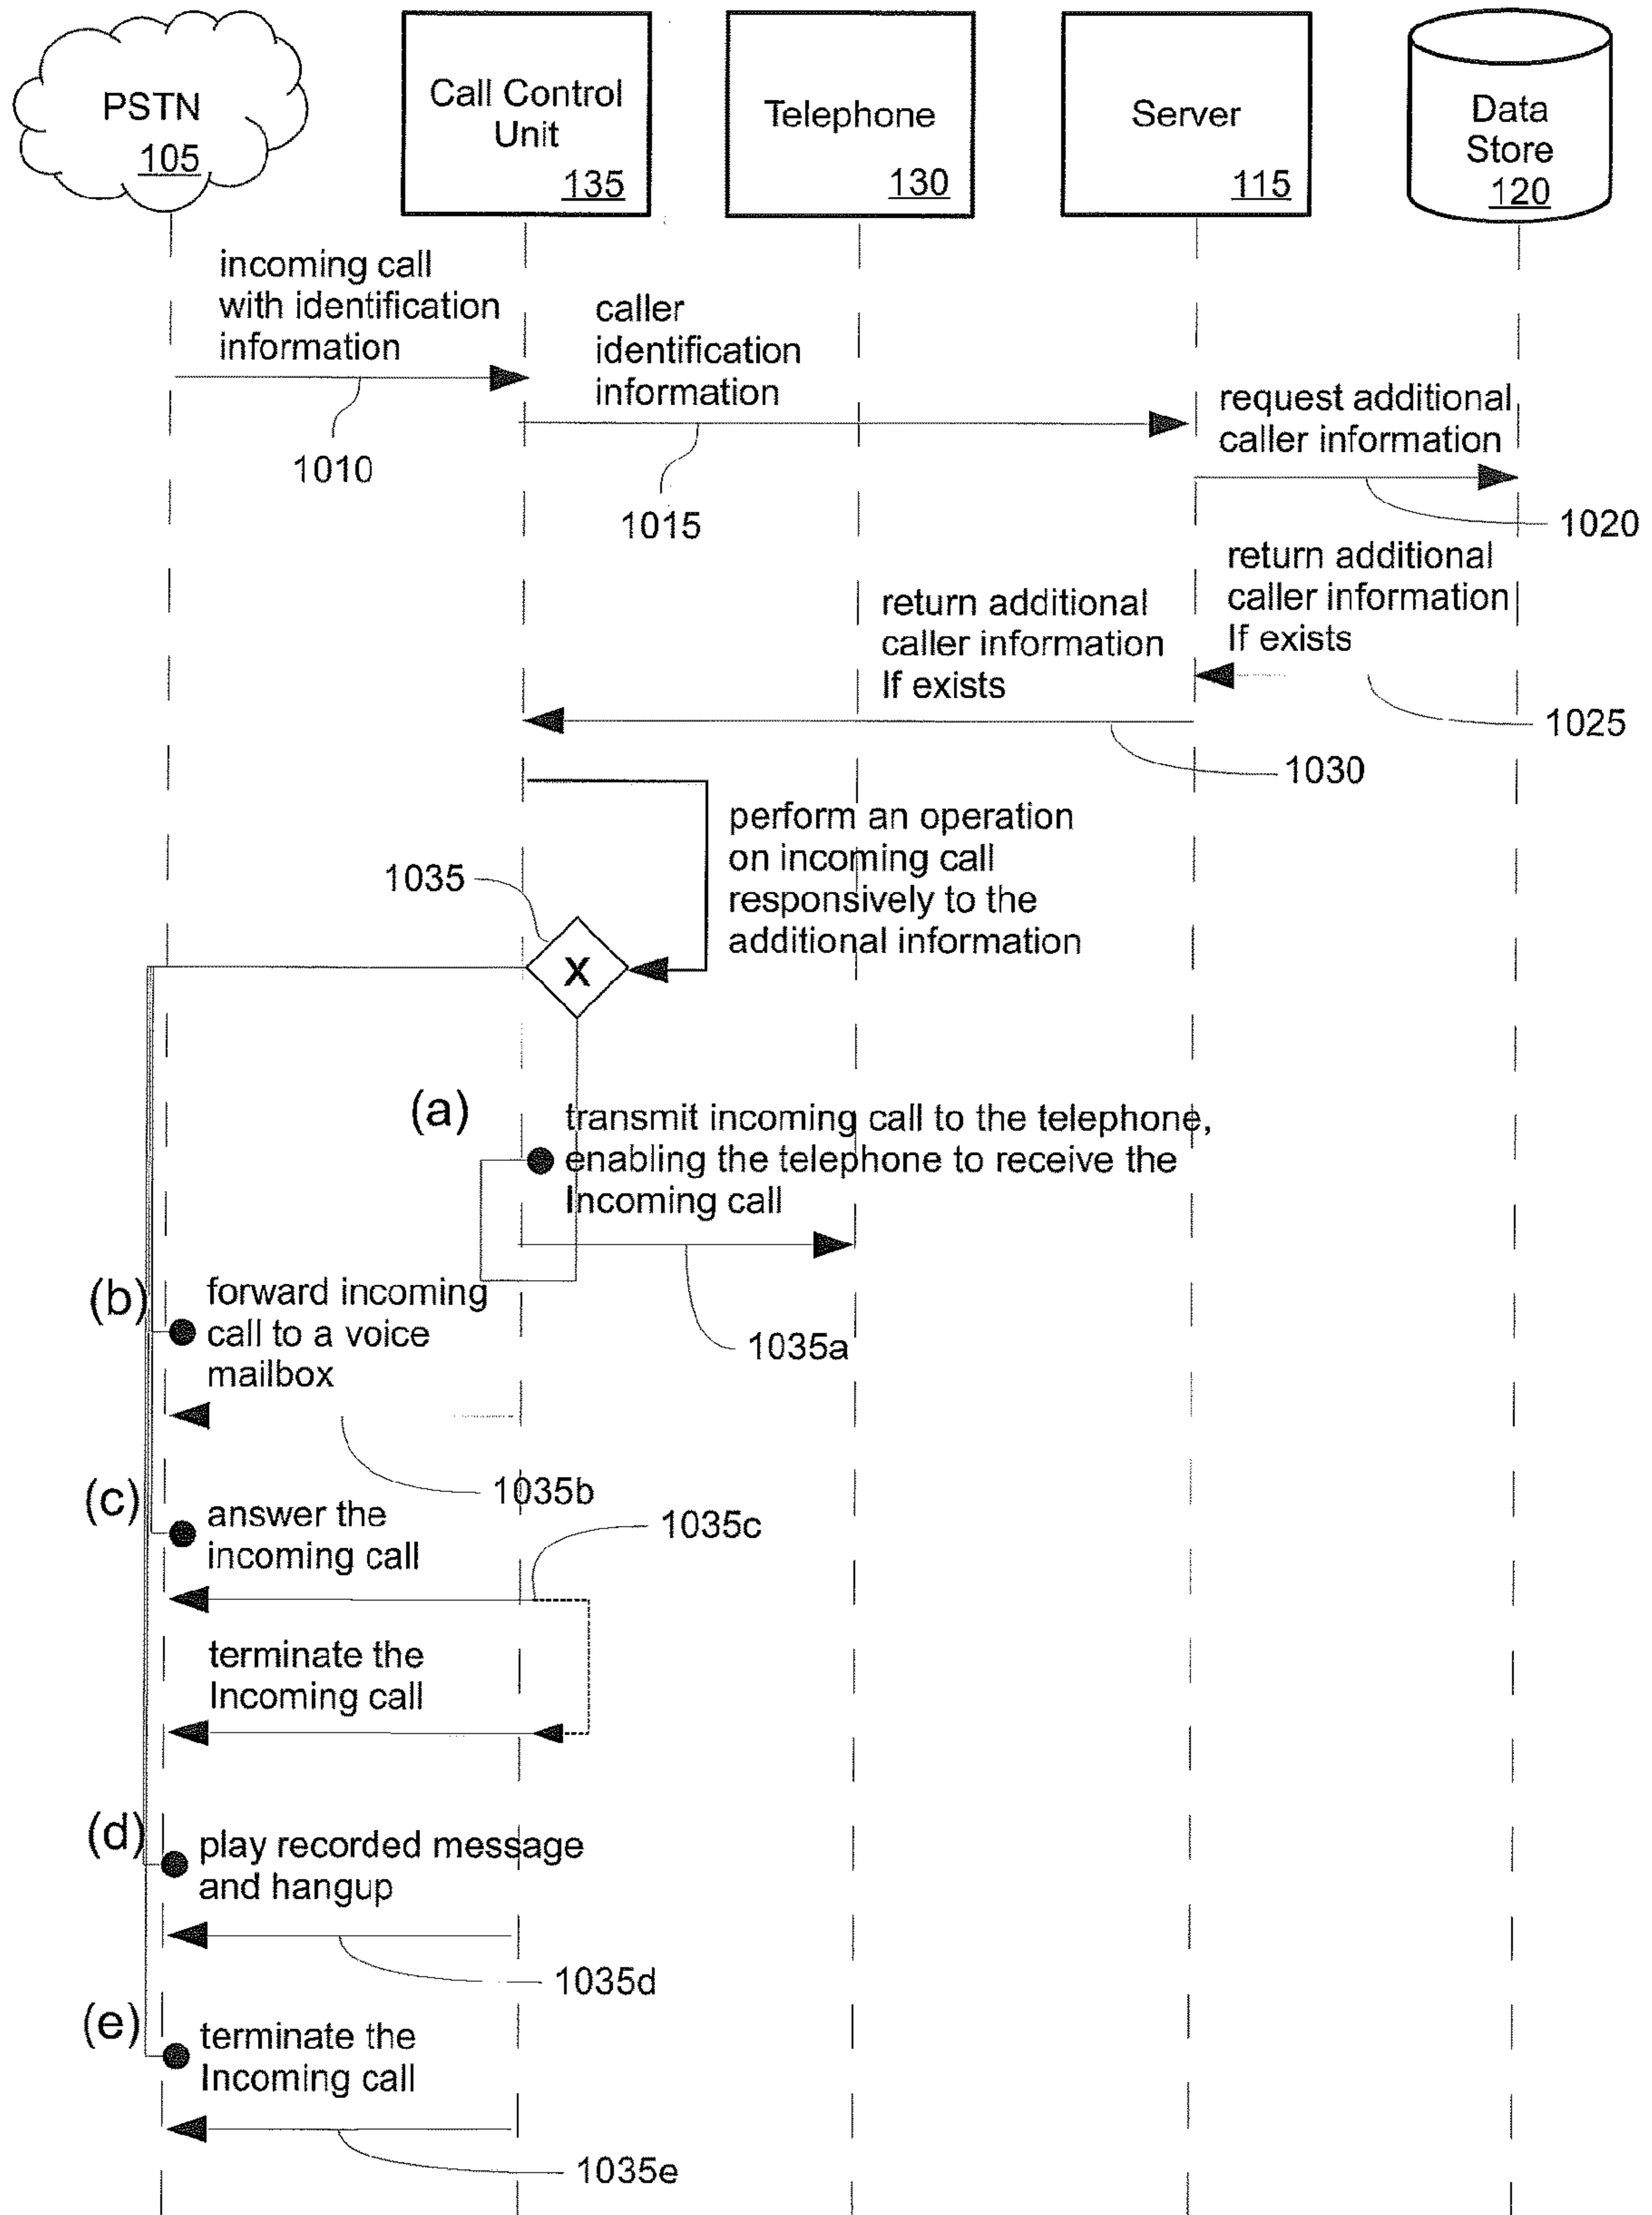 PSTN
105
Call Control
Unit
135
Telephone
130
Server
115
Data
Store
120
incoming call
with identification
information
1010
caller
identification
information
1015
request additional
caller information
1020
return additional
caller information
If exists
1025
return additional
caller information
If exists
1030
perform an operation
on incoming call
responsively to the
additional information
1035
X
(a)
transmit incoming call to the telephone,
enabling the telephone to receive the
Incoming call
1035a
(b)
forward incoming
call to a voice
mailbox
1035b
(c)
answer the
incoming call
1035c
terminate the
Incoming call
(d)
play recorded message
and hangup
1035d
(e)
terminate the
Incoming call
1035e